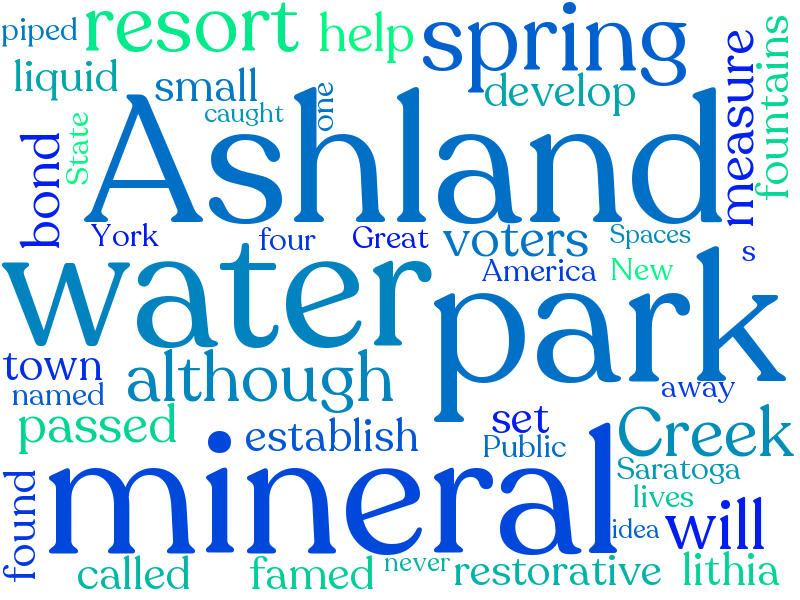 piped
resort
help
spring
liquid
small
caught
one
develop
measure
fountains
State
bond
Ashland
York
four
Great
voters
Spaces
s
America
New
water
park
town
named
although
away
passed
establish
set
Public
Creek
mineral
Saratoga
lives
found
idea
will
called
famed
never
restorative
lithia